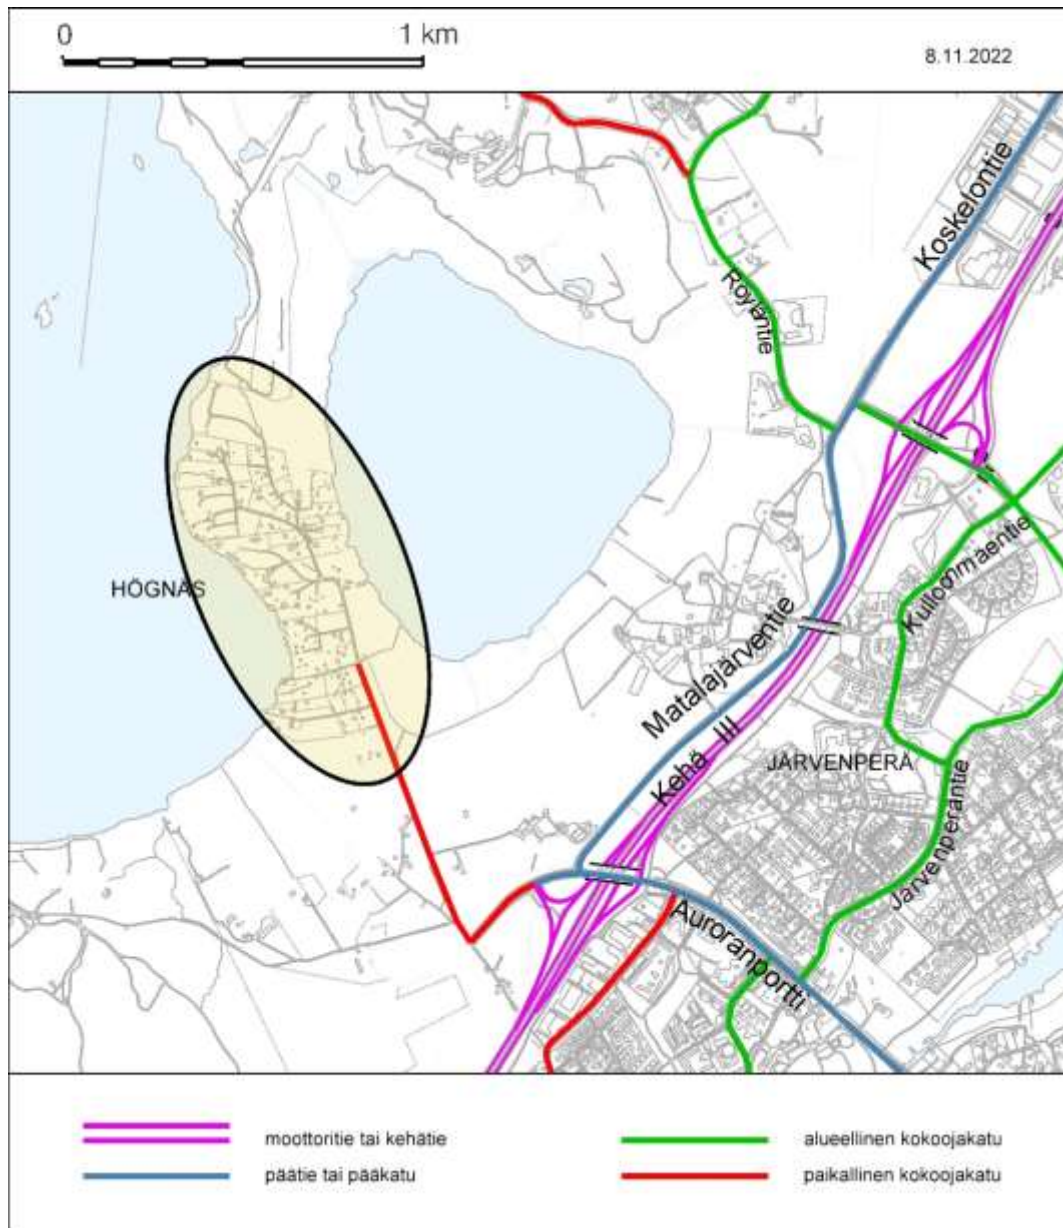 0 1 km
8.11.2022
Koskelontie
Röyläntie
HÖGNÄS
Kulloonmäentie
Matalajärventie
Kehä III
JÄRVENPERÄ
Järvenperäntie
Auroranportti
moottoritie tai kehätie
alueellinen kokoojakatu
päätie tai pääkatu
paikallinen kokoojakatu